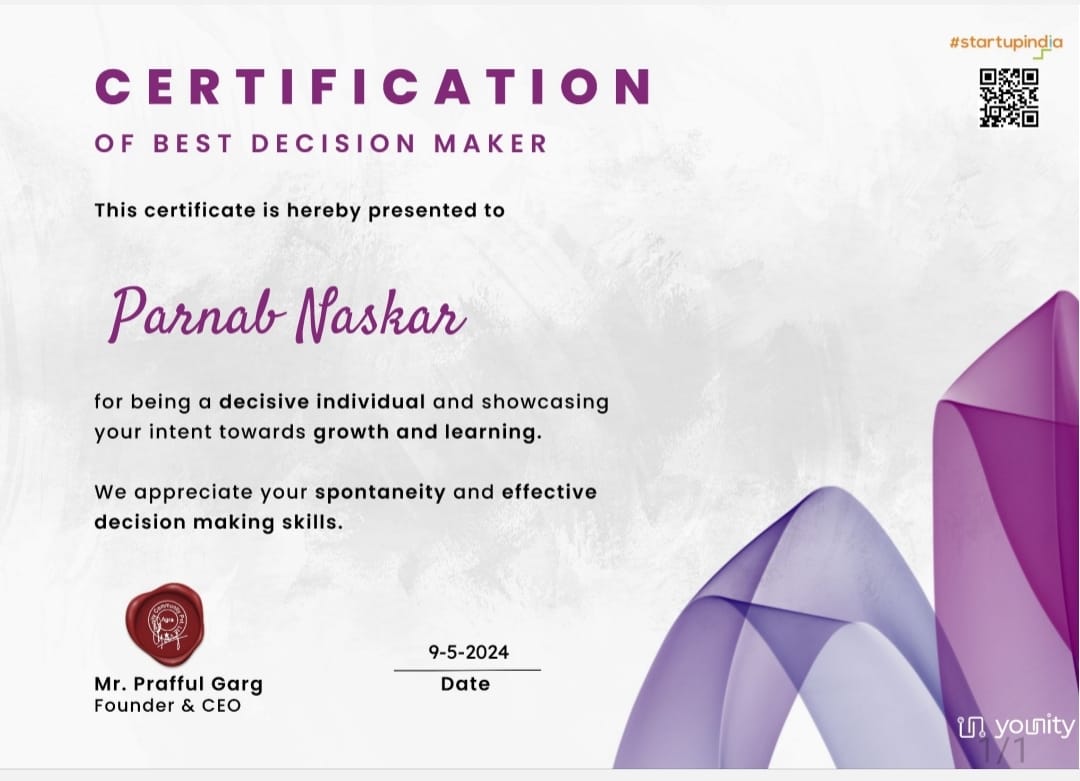 #startupindia
CERTIFICATION
OF BEST DECISION MAKER
This certificate is hereby presented to
Parnab Naskar
for being a decisive individual and showcasing
your intent towards growth and learning.
We appreciate your spontaneity and effective
decision making skills.
Agra
9-5-2024
Mr. Prafful Garg
Date
Founder & CEO
younity
1/1